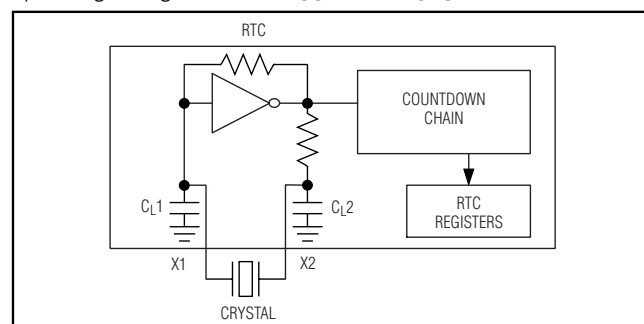 RTC
COUNTDOWN
CHAIN
CL1
CL2
RTC
REGISTERS
X1
X2
CRYSTAL